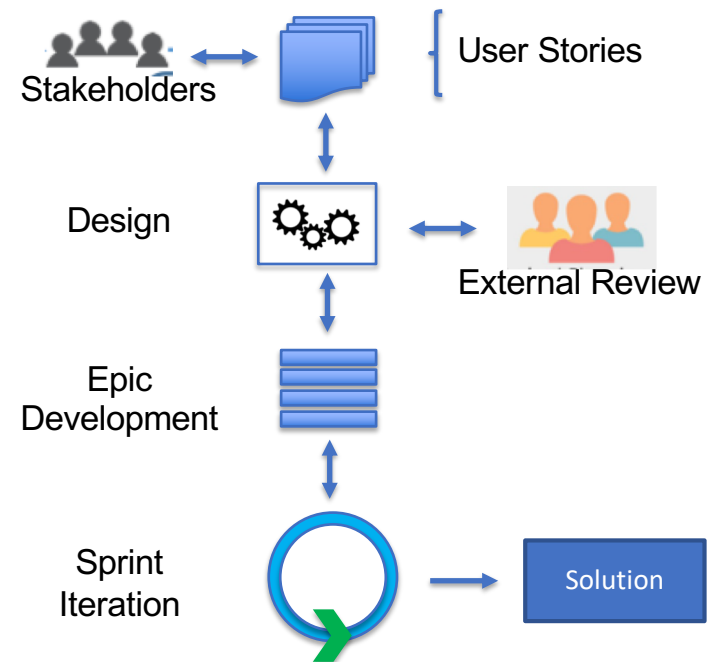 User Stories
Stakeholders
Design
External Review
Epic
Development
Sprint
Iteration
Solution